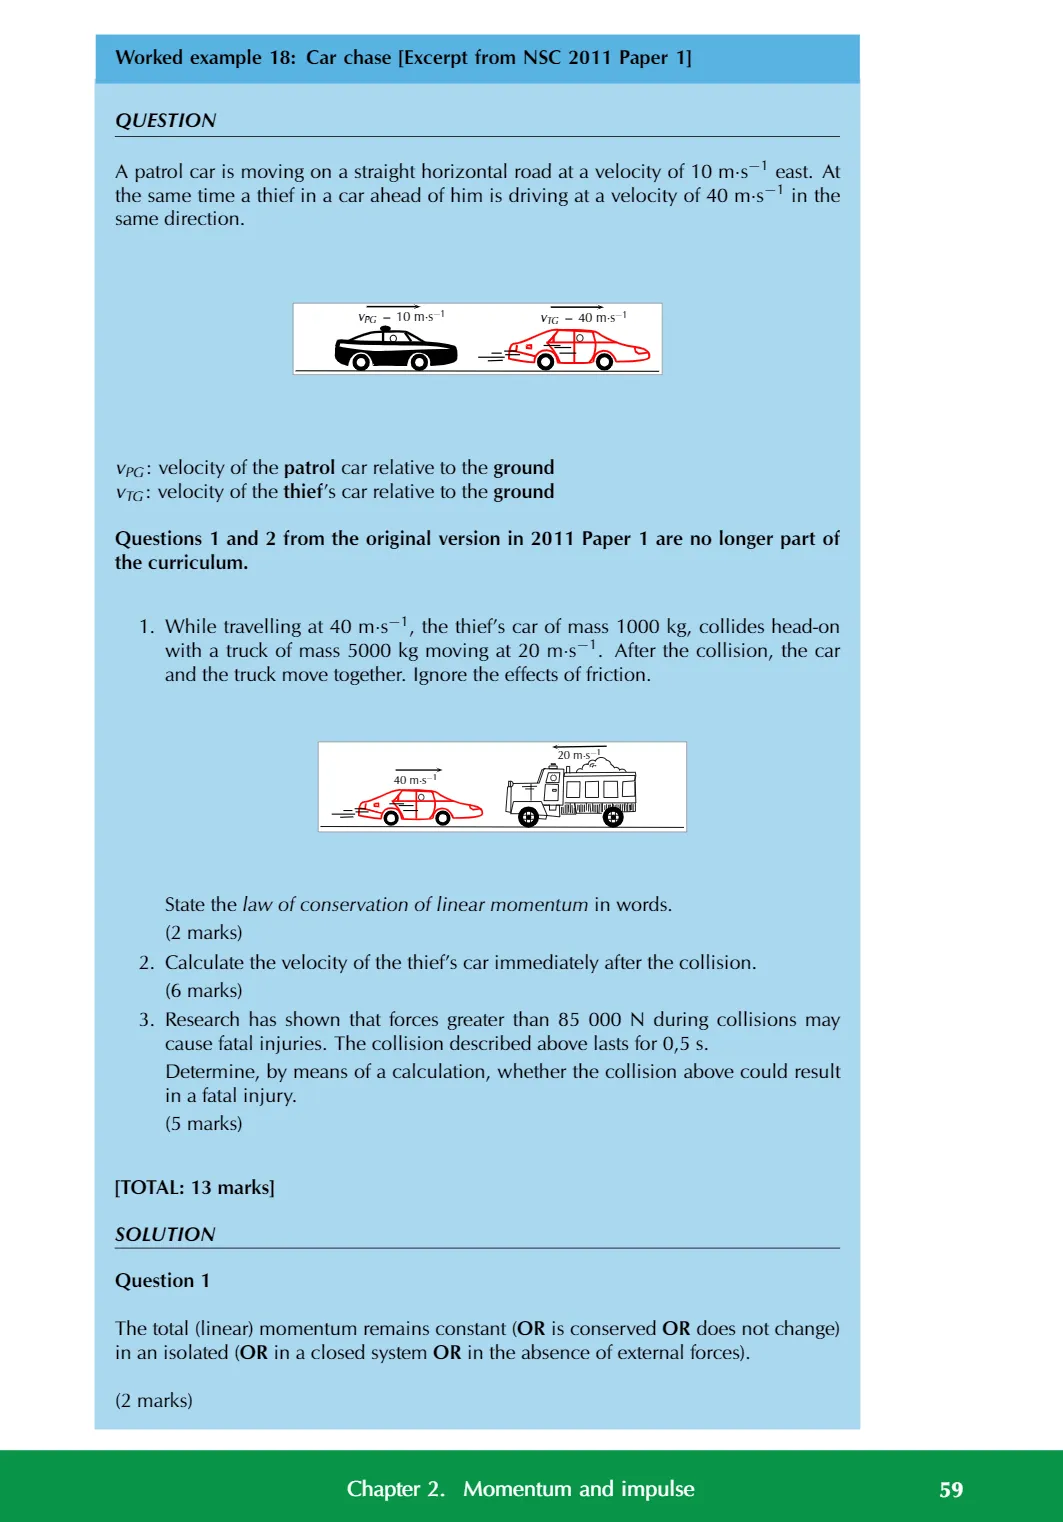 Worked example 18: Car chase [Excerpt from NSC 2011 Paper 1]
QUESTION
A patrol car is moving on a straight horizontal road at a velocity of 10 m·s⁻¹ east. At
the same time a thief in a car ahead of him is driving at a velocity of 40 m·s⁻¹ in the
same direction.
vPG = 10 m·s⁻¹
vTG = 40 m·s⁻¹
vPG: velocity of the patrol car relative to the ground
vTG: velocity of the thief's car relative to the ground
Questions 1 and 2 from the original version in 2011 Paper 1 are no longer part of
the curriculum.
1. While travelling at 40 m·s⁻¹, the thief's car of mass 1000 kg, collides head-on
with a truck of mass 5000 kg moving at 20 m·s⁻¹. After the collision, the car
and the truck move together. Ignore the effects of friction.
20 m·s⁻¹
40 m·s⁻¹
State the law of conservation of linear momentum in words.
(2 marks)
2. Calculate the velocity of the thief's car immediately after the collision.
(6 marks)
3. Research has shown that forces greater than 85 000 N during collisions may
cause fatal injuries. The collision described above lasts for 0,5 s.
Determine, by means of a calculation, whether the collision above could result
in a fatal injury.
(5 marks)
[TOTAL: 13 marks]
SOLUTION
Question 1
The total (linear) momentum remains constant (OR is conserved OR does not change)
in an isolated (OR in a closed system OR in the absence of external forces).
(2 marks)
Chapter 2. Momentum and impulse
59